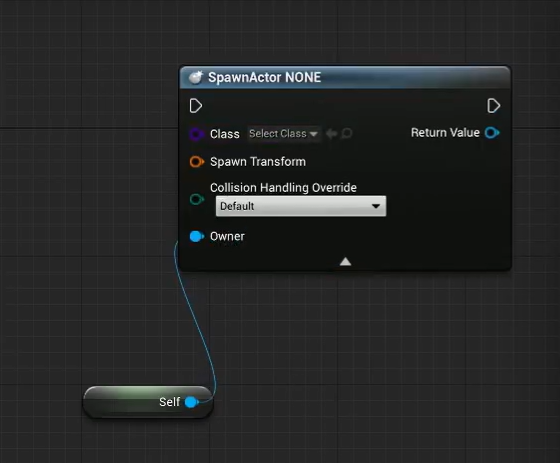 SpawnActor NONE
Class Select Class Return Value
Spawn Transform
Collision Handling Override
Default
Owner
Self